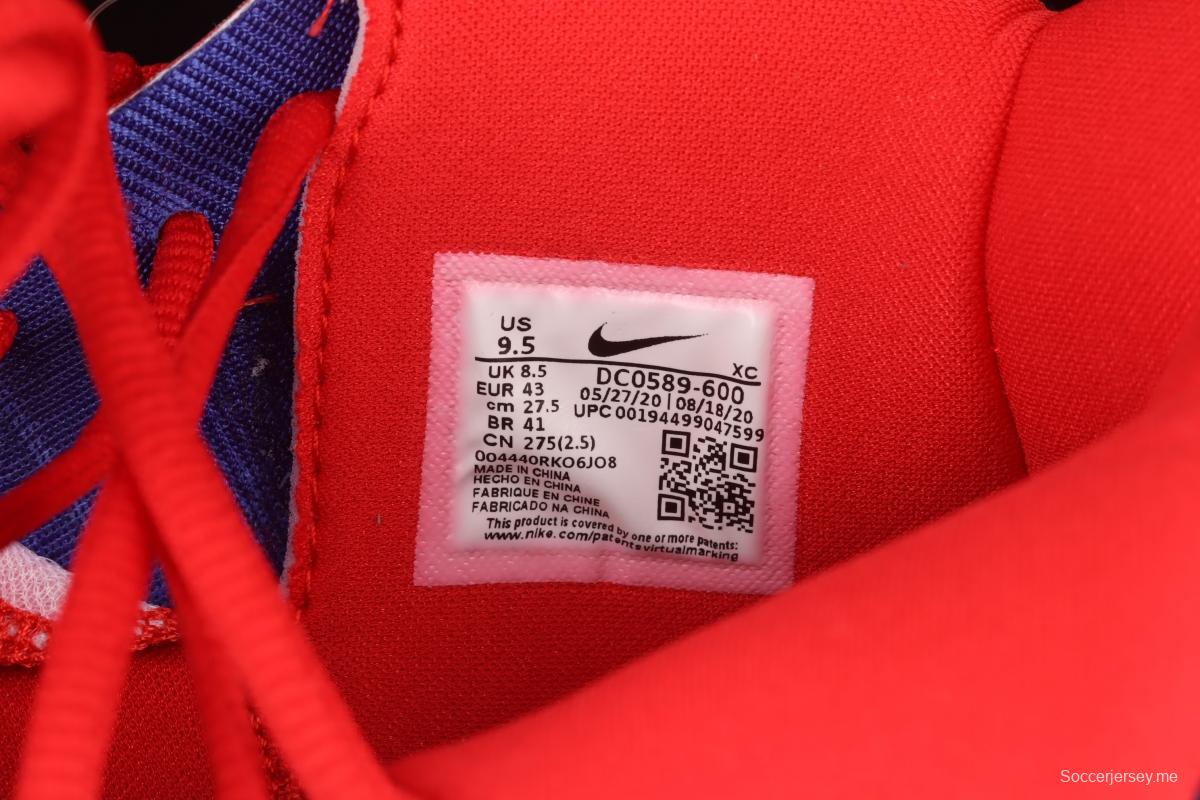 US
9.5
XC
UK 8.5
DC0589-600
EUR 43
05/27/20 | 08/18/20
cm 27.5
UPC 00194499047599
BR 41
CN 275(2.5)
004440RKO6JO8
MADE IN CHINA
HECHO EN CHINA
FABRIQUE EN CHINE
FABRICADO NA CHINA
This product is covered by one or more patents:
www.nike.com/patentsvirtualmarking
Soccerjersey.me